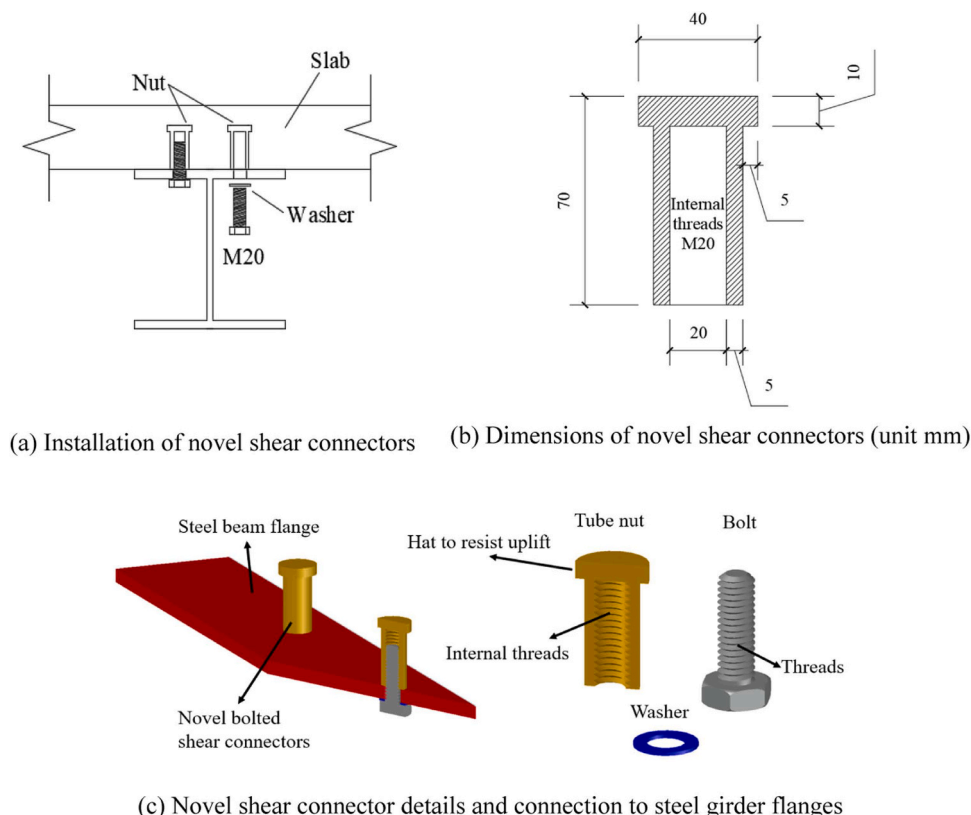 Nut
Slab
Washer
M20
(a) Installation of novel shear connectors
40
10
70
Internal
threads
M20
5
20
5
(b) Dimensions of novel shear connectors (unit mm)
Steel beam flange
Novel bolted
shear connectors
Tube nut
Bolt
Hat to resist uplift
Internal threads
Threads
Washer
(c) Novel shear connector details and connection to steel girder flanges